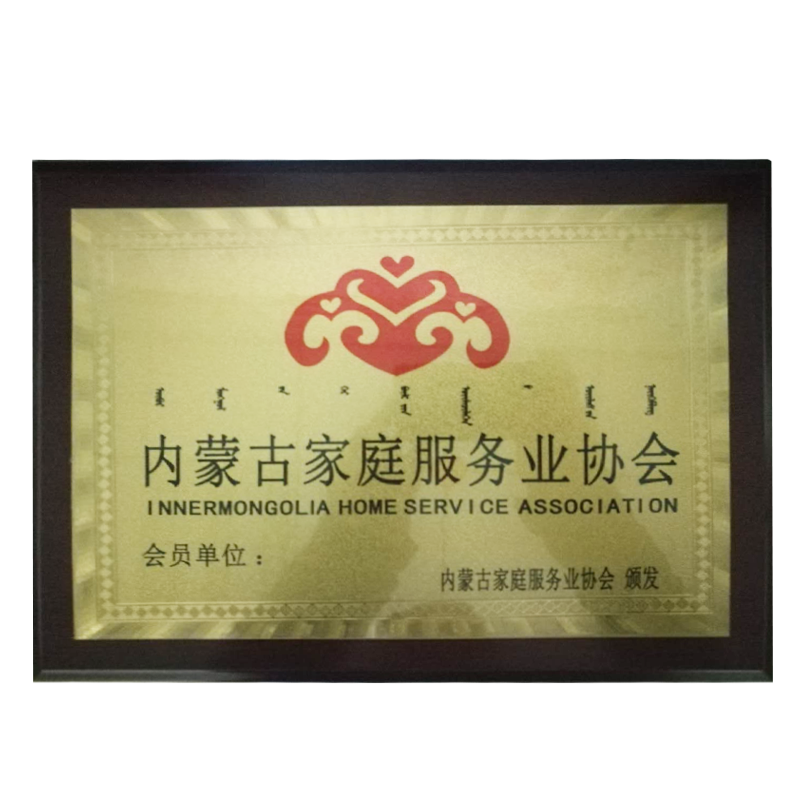 内蒙古家庭服务业协会
INNERMONGOLIA HOME SERVICE ASSOCIATION
会员单位：
内蒙古家庭服务业协会 颁发